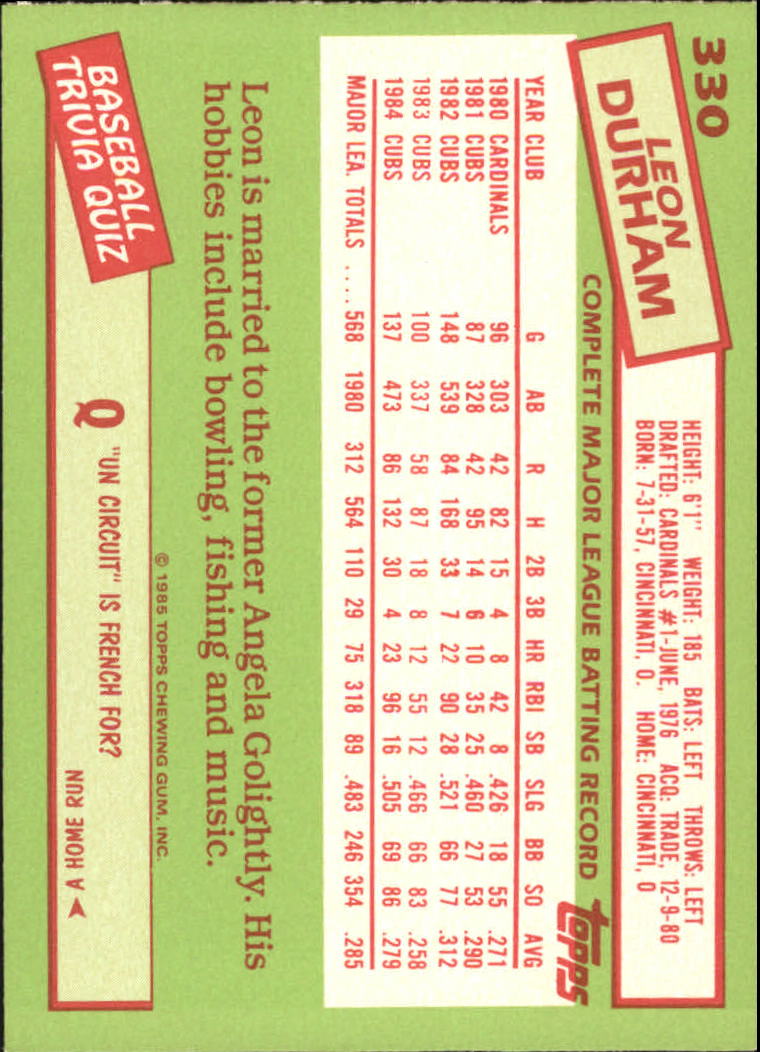 330
LEON
DURHAM
HEIGHT: 6'1" WEIGHT: 185 BATS: LEFT THROWS: LEFT
DRAFTED: CARDINALS #1-JUNE, 1976 ACQ: TRADE, 12-9-80
BORN: 7-31-57, CINCINNATI, O. HOME: CINCINNATI, O
COMPLETE MAJOR LEAGUE BATTING RECORD
topps
YEAR CLUB G AB R H 2B 3B HR RBI SB SLG BB SO AVG
1980 CARDINALS 96 303 42 82 15 4 8 42 8 .426 18 55 .271
1981 CUBS 87 328 42 95 14 6 10 35 25 .460 27 53 .290
1982 CUBS 148 539 84 168 33 7 22 90 28 .521 66 77 .312
1983 CUBS 100 337 58 87 18 8 12 55 12 .466 66 83 .258
1984 CUBS 137 473 86 132 30 4 23 96 16 .505 69 86 .279
MAJOR LEA. TOTALS .... 568 1980 312 564 110 29 75 318 89 .483 246 354 .285
Leon is married to the former Angela Golightly. His
hobbies include bowling, fishing and music.
© 1985 TOPPS CHEWING GUM, INC.
BASEBALL
TRIVIA QUIZ
Q "UN CIRCUIT" IS FRENCH FOR?
A HOME RUN